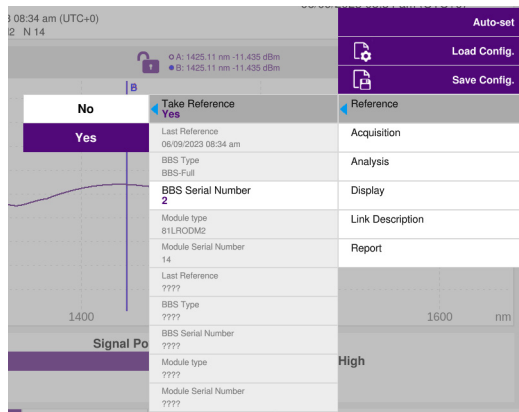 3 08:34 am (UTC+0)
N 14
A: 1425.11 nm -11.435 dBm
B: 1425.11 nm -11.435 dBm
B
Auto-set
Load Config.
Save Config.
No
Yes
Take Reference
Yes
Last Reference
06/09/2023 08:34 am
BBS Type
BBS-Full
BBS Serial Number
2
Module type
81LRODM2
Module Serial Number
14
Last Reference
????
BBS Type
????
BBS Serial Number
????
Module type
????
Module Serial Number
????
Reference
Acquisition
Analysis
Display
Link Description
Report
1400
1600
nm
Signal Po
High